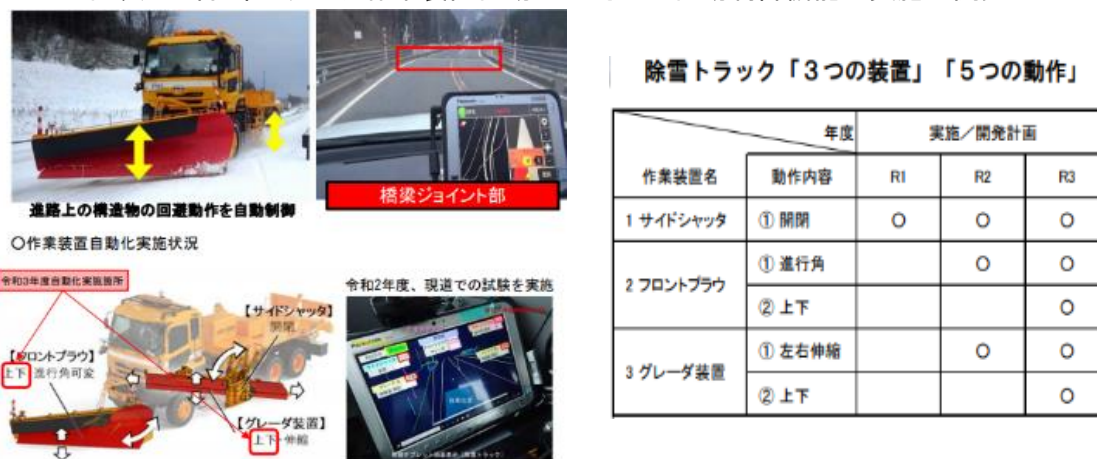 橋梁ジョイント部
進路上の構造物の回避動作を自動制御
○作業装置自動化実施状況
令和3年度自動化実施箇所
【サイドシャッタ】
開閉
【フロントプラウ】
上下 進行角可変
【グレーダ装置】
上下・伸縮
令和2年度、現道での試験を実施
除雪トラック「3つの装置」「5つの動作」
年度 実施/開発計画
作業装置名 動作内容 R1 R2 R3
1 サイドシャッタ ① 開閉 ○ ○ ○
2 フロントプラウ ① 進行角 ○ ○
② 上下 ○
3 グレーダ装置 ① 左右伸縮 ○ ○
② 上下 ○